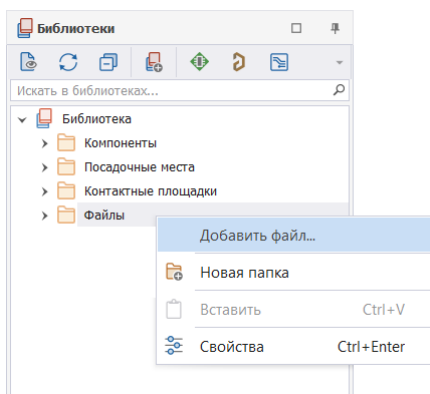 Библиотеки
Искать в библиотеках...
Библиотека
Компоненты
Посадочные места
Контактные площадки
Файлы
Добавить файл...
Новая папка
Вставить Ctrl+V
Свойства Ctrl+Enter